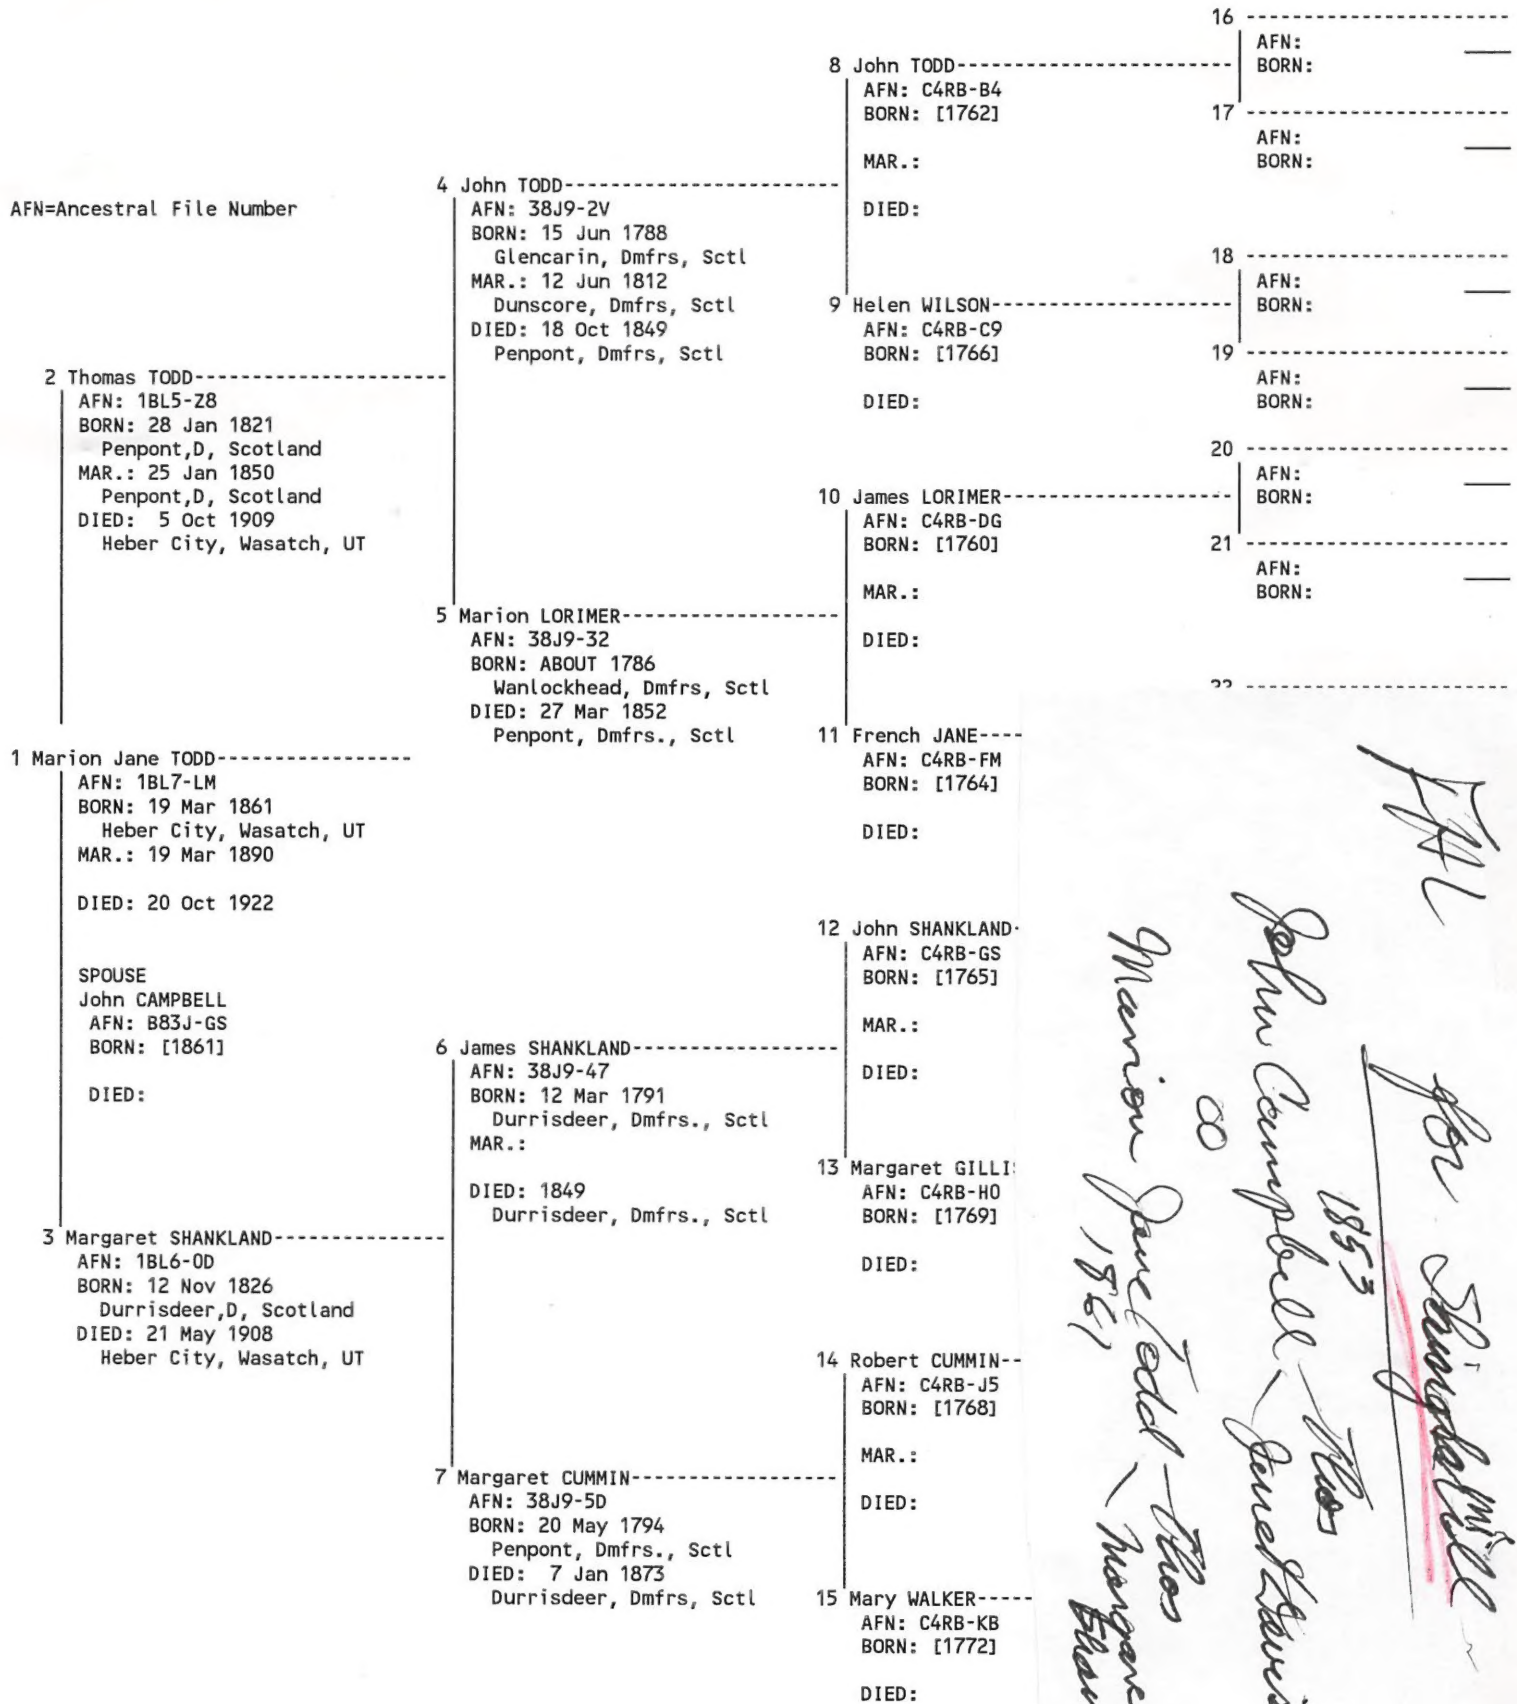 AFN=Ancestral File Number
16
AFN:
BORN:
8 John TODD
AFN: C4RB-B4
BORN: [1762]
MAR.:
DIED:
17
AFN:
BORN:
4 John TODD
AFN: 38J9-2V
BORN: 15 Jun 1788
Glencarin, Dmfrs, Sctl
MAR.: 12 Jun 1812
Dunscore, Dmfrs, Sctl
DIED: 18 Oct 1849
Penpont, Dmfrs, Sctl
18
AFN:
BORN:
9 Helen WILSON
AFN: C4RB-C9
BORN: [1766]
DIED:
19
AFN:
BORN:
2 Thomas TODD
AFN: 1BL5-Z8
BORN: 28 Jan 1821
Penpont,D, Scotland
MAR.: 25 Jan 1850
Penpont,D, Scotland
DIED: 5 Oct 1909
Heber City, Wasatch, UT
20
AFN:
BORN:
10 James LORIMER
AFN: C4RB-DG
BORN: [1760]
MAR.:
DIED:
21
AFN:
BORN:
5 Marion LORIMER
AFN: 38J9-32
BORN: ABOUT 1786
Wanlockhead, Dmfrs, Sctl
DIED: 27 Mar 1852
Penpont, Dmfrs., Sctl
11 French JANE
AFN: C4RB-FM
BORN: [1764]
DIED:
1 Marion Jane TODD
AFN: 1BL7-LM
BORN: 19 Mar 1861
Heber City, Wasatch, UT
MAR.: 19 Mar 1890
DIED: 20 Oct 1922
SPOUSE
John CAMPBELL
AFN: B83J-GS
BORN: [1861]
DIED:
12 John SHANKLAND
AFN: C4RB-GS
BORN: [1765]
MAR.:
DIED:
6 James SHANKLAND
AFN: 38J9-47
BORN: 12 Mar 1791
Durrisdeer, Dmfrs., Sctl
MAR.:
DIED: 1849
Durrisdeer, Dmfrs., Sctl
13 Margaret GILLI
AFN: C4RB-H0
BORN: [1769]
DIED:
3 Margaret SHANKLAND
AFN: 1BL6-0D
BORN: 12 Nov 1826
Durrisdeer,D, Scotland
DIED: 21 May 1908
Heber City, Wasatch, UT
14 Robert CUMMIN
AFN: C4RB-J5
BORN: [1768]
MAR.:
DIED:
7 Margaret CUMMIN
AFN: 38J9-5D
BORN: 20 May 1794
Penpont, Dmfrs., Sctl
DIED: 7 Jan 1873
Durrisdeer, Dmfrs, Sctl
15 Mary WALKER
AFN: C4RB-KB
BORN: [1772]
DIED:
for
1853
John Campbell < Thos
Janet Davi
∞
Marion Jane Todd < Thos
1861